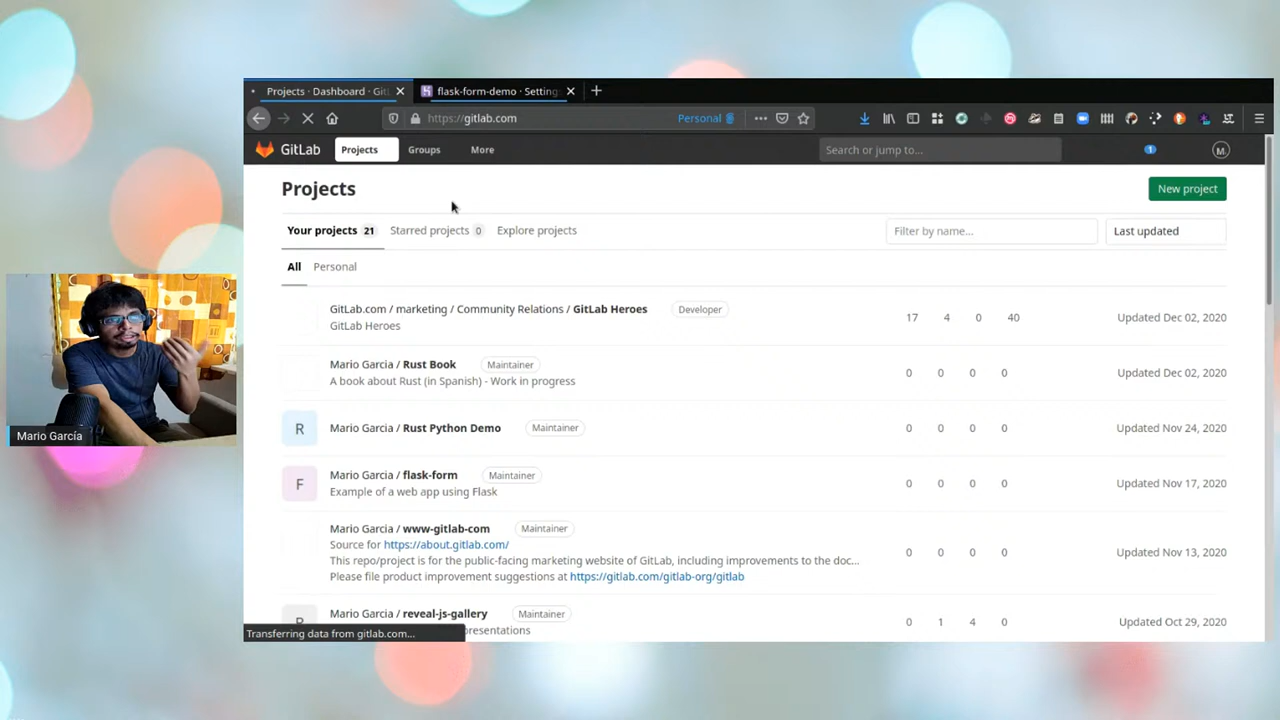 Projects · Dashboard · Git
flask-form-demo · Setting
https://gitlab.com
Personal
GitLab
Projects
Groups
More
Search or jump to...
1
M.
Projects
New project
Your projects 21
Starred projects 0
Explore projects
Filter by name...
Last updated
All
Personal
GitLab.com / marketing / Community Relations / GitLab Heroes
Developer
17 4 0 40
Updated Dec 02, 2020
GitLab Heroes
Mario Garcia / Rust Book
Maintainer
0 0 0 0
Updated Dec 02, 2020
A book about Rust (in Spanish) - Work in progress
R
Mario Garcia / Rust Python Demo
Maintainer
0 0 0 0
Updated Nov 24, 2020
F
Mario Garcia / flask-form
Maintainer
0 0 0 0
Updated Nov 17, 2020
Example of a web app using Flask
Mario Garcia / www-gitlab-com
Maintainer
Source for https://about.gitlab.com/
0 0 0 0
Updated Nov 13, 2020
This repo/project is for the public-facing marketing website of GitLab, including improvements to the doc...
Please file product improvement suggestions at https://gitlab.com/gitlab-org/gitlab
Mario Garcia / reveal-js-gallery
Maintainer
0 1 4 0
Updated Oct 29, 2020
presentations
Transferring data from gitlab.com...
Mario García